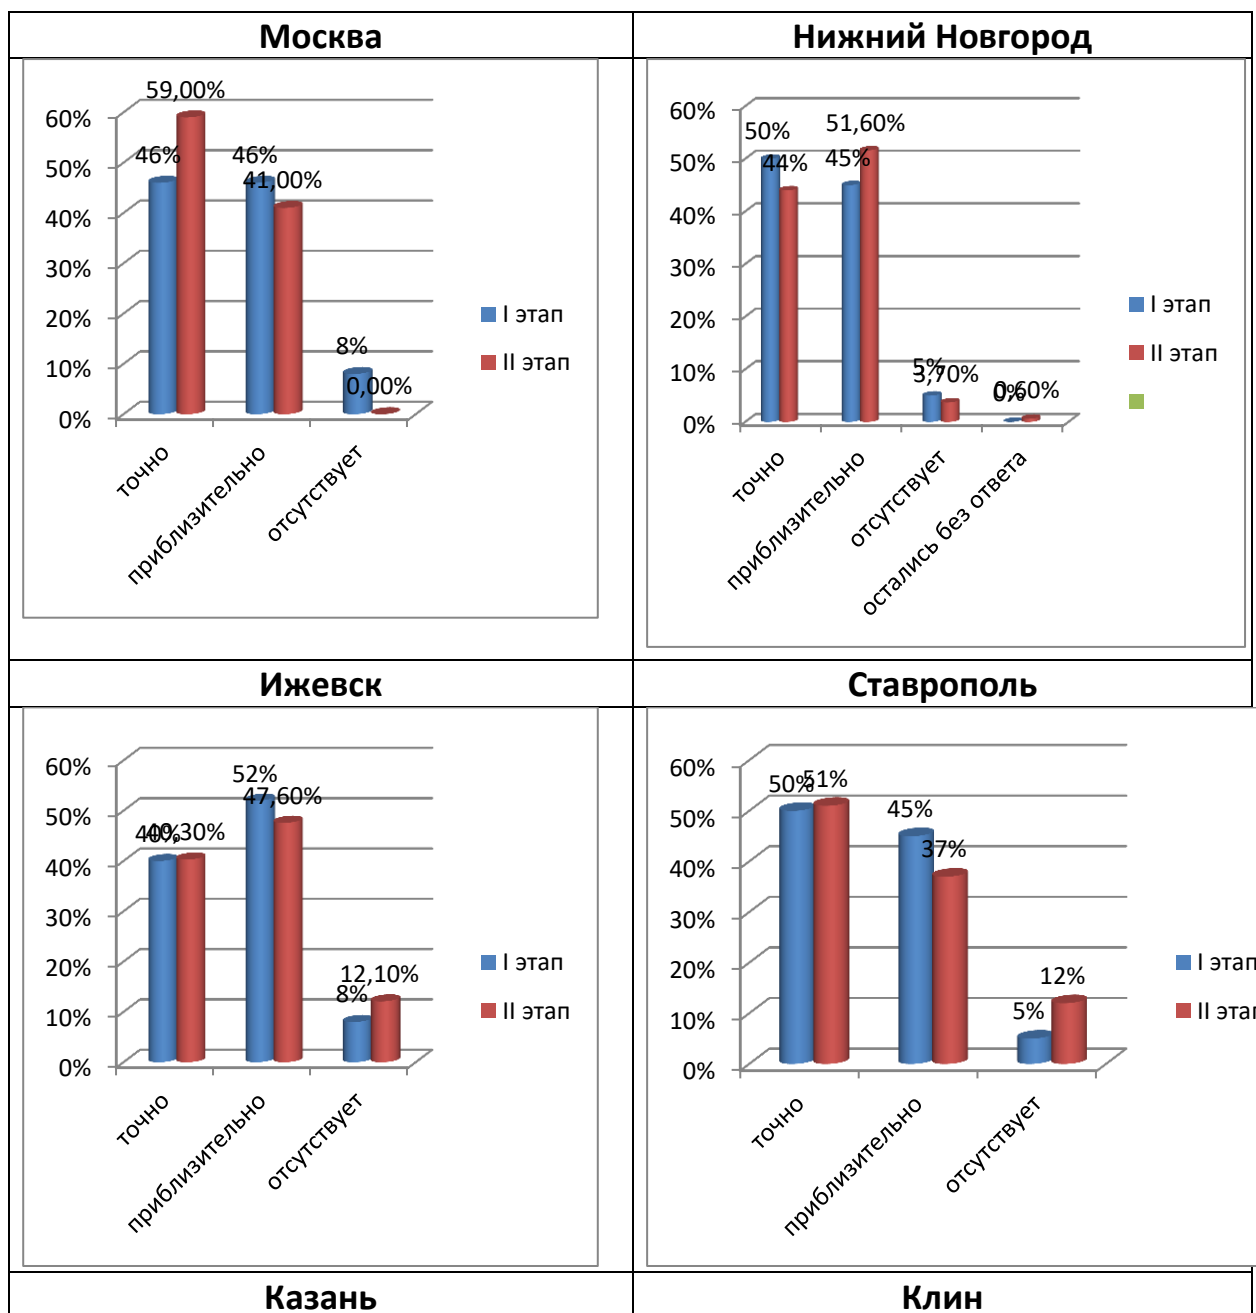 Москва
59,00%
46%
46%
41,00%
8%
0,00%
60%
50%
40%
30%
20%
10%
0%
точно
приблизительно
отсутствует
I этап
II этап
Нижний Новгород
50%
44%
45%
51,60%
5%
3,70%
0%
0,60%
60%
50%
40%
30%
20%
10%
0%
точно
приблизительно
отсутствует
остались без ответа
I этап
II этап
Ижевск
40%
40,30%
52%
47,60%
8%
12,10%
60%
50%
40%
30%
20%
10%
0%
точно
приблизительно
отсутствует
I этап
II этап
Ставрополь
50%
51%
45%
37%
5%
12%
60%
50%
40%
30%
20%
10%
0%
точно
приблизительно
отсутствует
I этап
II этап
Казань
Клин